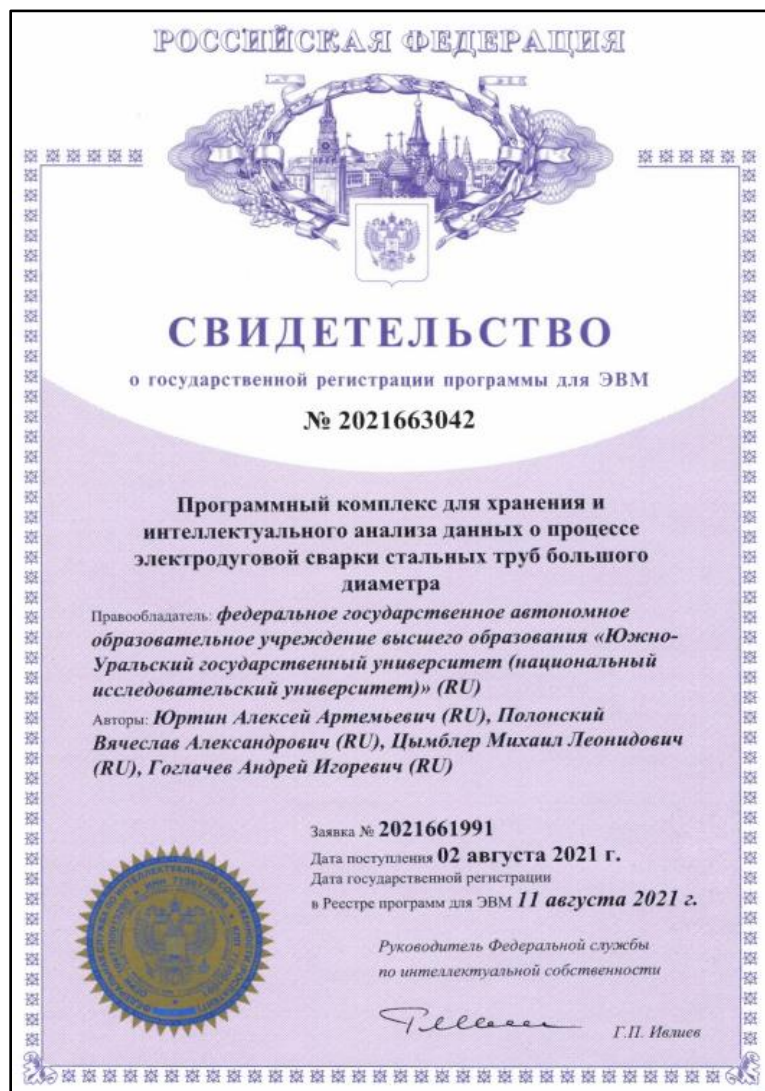 РОССИЙСКАЯ ФЕДЕРАЦИЯ
СВИДЕТЕЛЬСТВО
о государственной регистрации программы для ЭВМ
№ 2021663042
Программный комплекс для хранения и
интеллектуального анализа данных о процессе
электродуговой сварки стальных труб большого
диаметра
Правообладатель: федеральное государственное автономное
образовательное учреждение высшего образования «Южно-
Уральский государственный университет (национальный
исследовательский университет)» (RU)
Авторы: Юртин Алексей Артемьевич (RU), Полонский
Вячеслав Александрович (RU), Цымблер Михаил Леонидович
(RU), Гоглачев Андрей Игоревич (RU)
Заявка № 2021661991
Дата поступления 02 августа 2021 г.
Дата государственной регистрации
в Реестре программ для ЭВМ 11 августа 2021 г.
Руководитель Федеральной службы
по интеллектуальной собственности
Г.П. Ивлиев